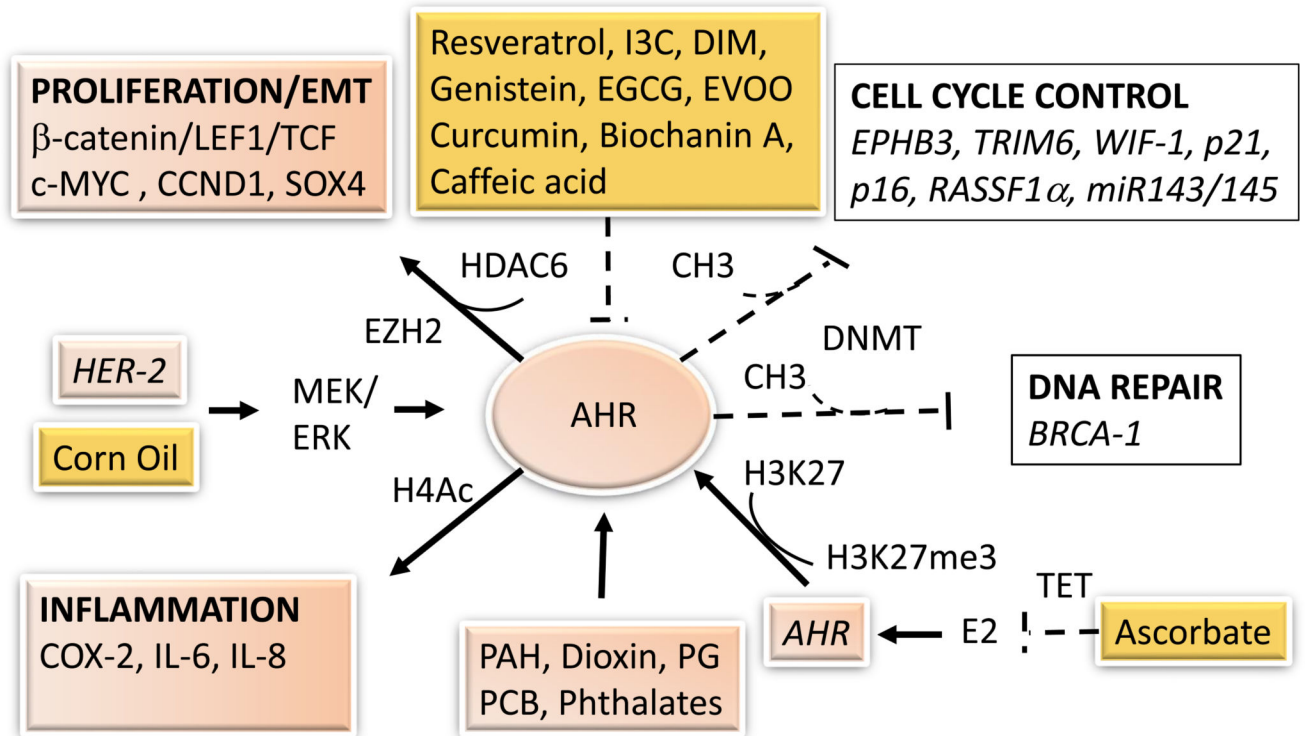 PROLIFERATION/EMT
β-catenin/LEF1/TCF
c-MYC , CCND1, SOX4
Resveratrol, I3C, DIM,
Genistein, EGCG, EVOO
Curcumin, Biochanin A,
Caffeic acid
CELL CYCLE CONTROL
EPHB3, TRIM6, WIF-1, p21,
p16, RASSF1α, miR143/145
HDAC6
CH3
EZH2
DNMT
HER-2
Corn Oil
MEK/
ERK
AHR
CH3
DNA REPAIR
BRCA-1
H4Ac
H3K27
H3K27me3
INFLAMMATION
COX-2, IL-6, IL-8
PAH, Dioxin, PG
PCB, Phthalates
AHR
E2
TET
Ascorbate